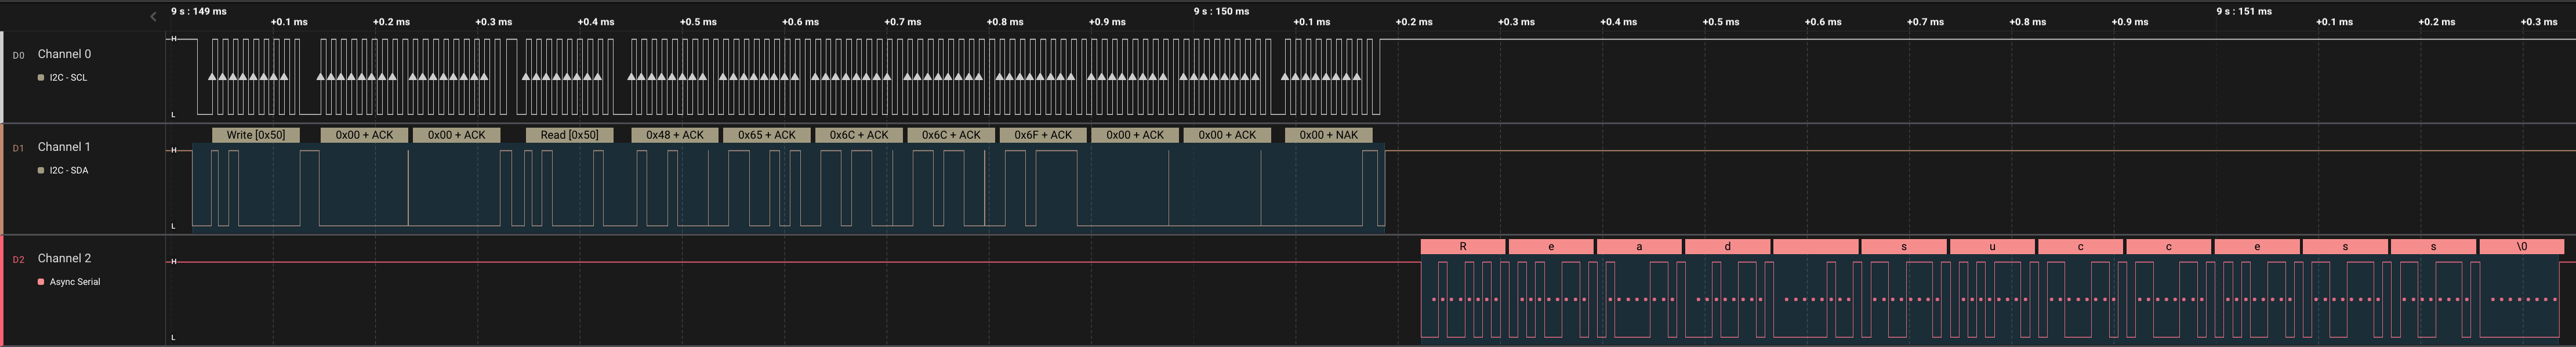 9 s : 149 ms 9 s : 150 ms 9 s : 151 ms
+0.1 ms +0.2 ms +0.3 ms +0.4 ms +0.5 ms +0.6 ms +0.7 ms +0.8 ms +0.9 ms +0.1 ms +0.2 ms +0.3 ms +0.4 ms +0.5 ms +0.6 ms +0.7 ms +0.8 ms +0.9 ms +0.1 ms +0.2 ms +0.3 ms
H
D0 Channel 0
I2C - SCL
L
Write [0x50] 0x00 + ACK 0x00 + ACK Read [0x50] 0x48 + ACK 0x65 + ACK 0x6C + ACK 0x6C + ACK 0x6F + ACK 0x00 + ACK 0x00 + ACK 0x00 + NAK
D1 Channel 1
H
I2C - SDA
L
R e a d s u c c e s s \0
D2 Channel 2
H
Async Serial
L